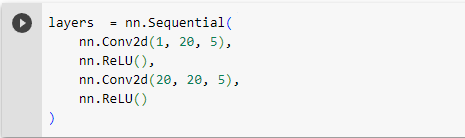 layers  = nn.Sequential(
    nn.Conv2d(1, 20, 5),
    nn.ReLU(),
    nn.Conv2d(20, 20, 5),
    nn.ReLU()
)